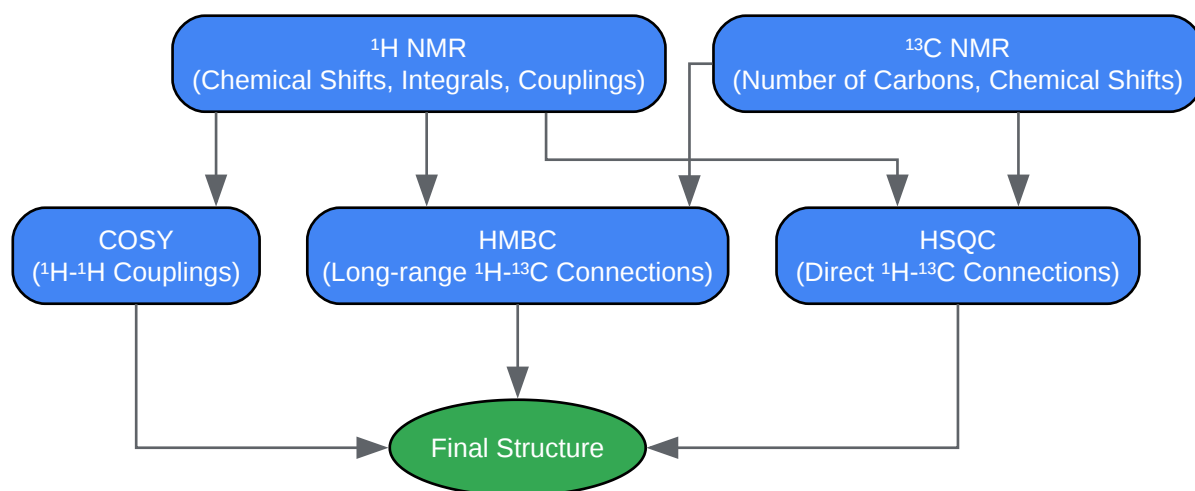 ¹H NMR
(Chemical Shifts, Integrals, Couplings)
¹³C NMR
(Number of Carbons, Chemical Shifts)
COSY
(¹H-¹H Couplings)
HMBC
(Long-range ¹H-¹³C Connections)
HSQC
(Direct ¹H-¹³C Connections)
Final Structure